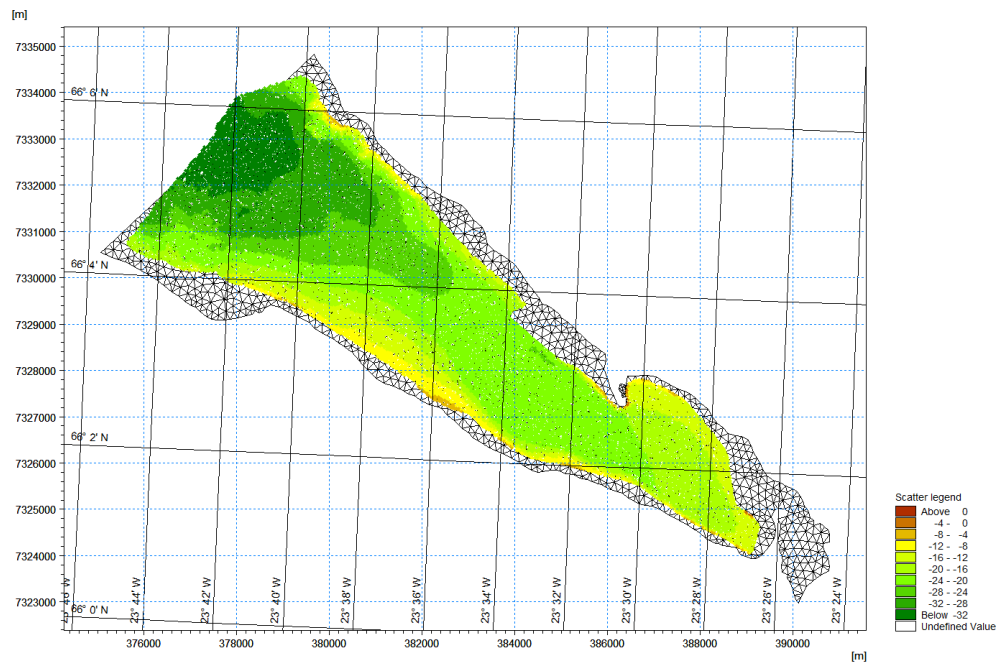 [m]
7335000
7334000
7333000
7332000
7331000
7330000
7329000
7328000
7327000
7326000
7325000
7324000
7323000
66° 6' N
66° 4' N
66° 2' N
66° 0' N
23° 44' W
23° 42' W
23° 40' W
23° 38' W
23° 36' W
23° 34' W
23° 32' W
23° 30' W
23° 28' W
23° 26' W
23° 24' W
376000
378000
380000
382000
384000
386000
388000
390000
[m]
Scatter legend
Above 0
-4 - 0
-8 - -4
-12 - -8
-16 - -12
-20 - -16
-24 - -20
-28 - -24
-32 - -28
Below -32
Undefined Value